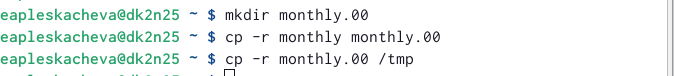 eapleskacheva@dk2n25 ~ $ mkdir monthly.00
eapleskacheva@dk2n25 ~ $ cp -r monthly monthly.00
eapleskacheva@dk2n25 ~ $ cp -r monthly.00 /tmp